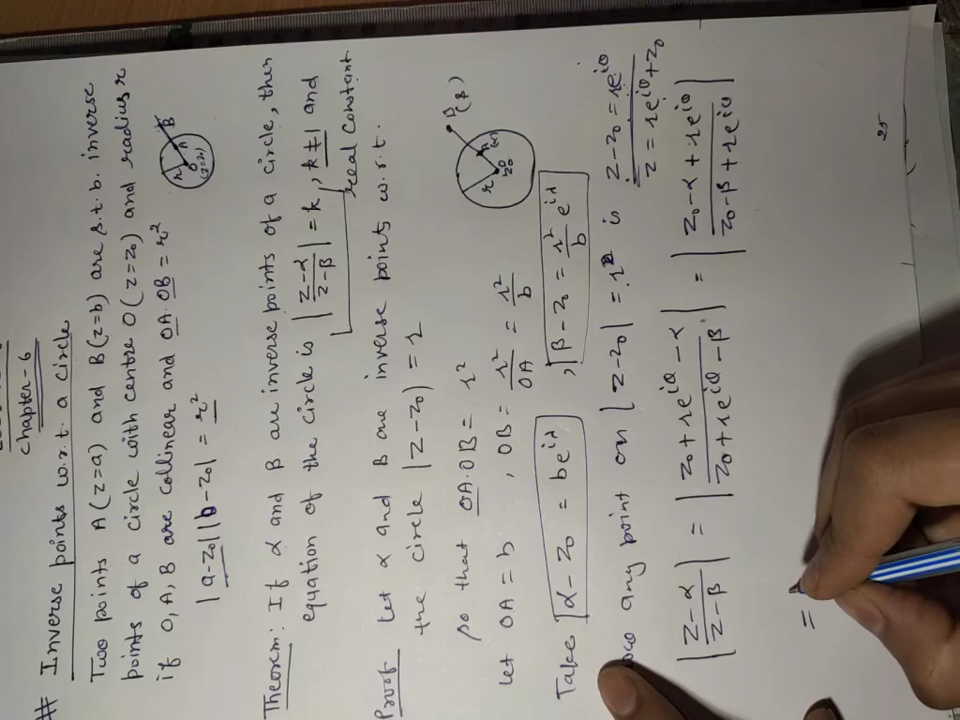 chapter-6
# Inverse points w.r.t. a circle
Two points A(z=a) and B(z=b) are s.t.b. inverse
points of a circle with centre O(z=z₀) and radius r
if O, A, B are collinear and OA·OB = r²
|a-z₀||b-z₀| = r²
r A B O (z=z₀)
Theorem: If α and β are inverse points of a circle, then
equation of the circle is |(z-α)/(z-β)| = k, k≠1 and
real constant
Proof Let α and β are inverse points w.r.t.
the circle |z-z₀| = r
so that OA·OB = r²
Let OA = b, OB = r²/OA = r²/b
r z₀ A (α) B (β)
Take α-z₀ = be^{iλ}, β-z₀ = r²/b e^{iλ}
any point on |z-z₀| = r is z-z₀ = re^{iθ}
z = re^{iθ}+z₀
|(z-α)/(z-β)| = |(z₀+re^{iθ}-α)/(z₀+re^{iθ}-β)| = |(z₀-α+re^{iθ})/(z₀-β+re^{iθ})|
=